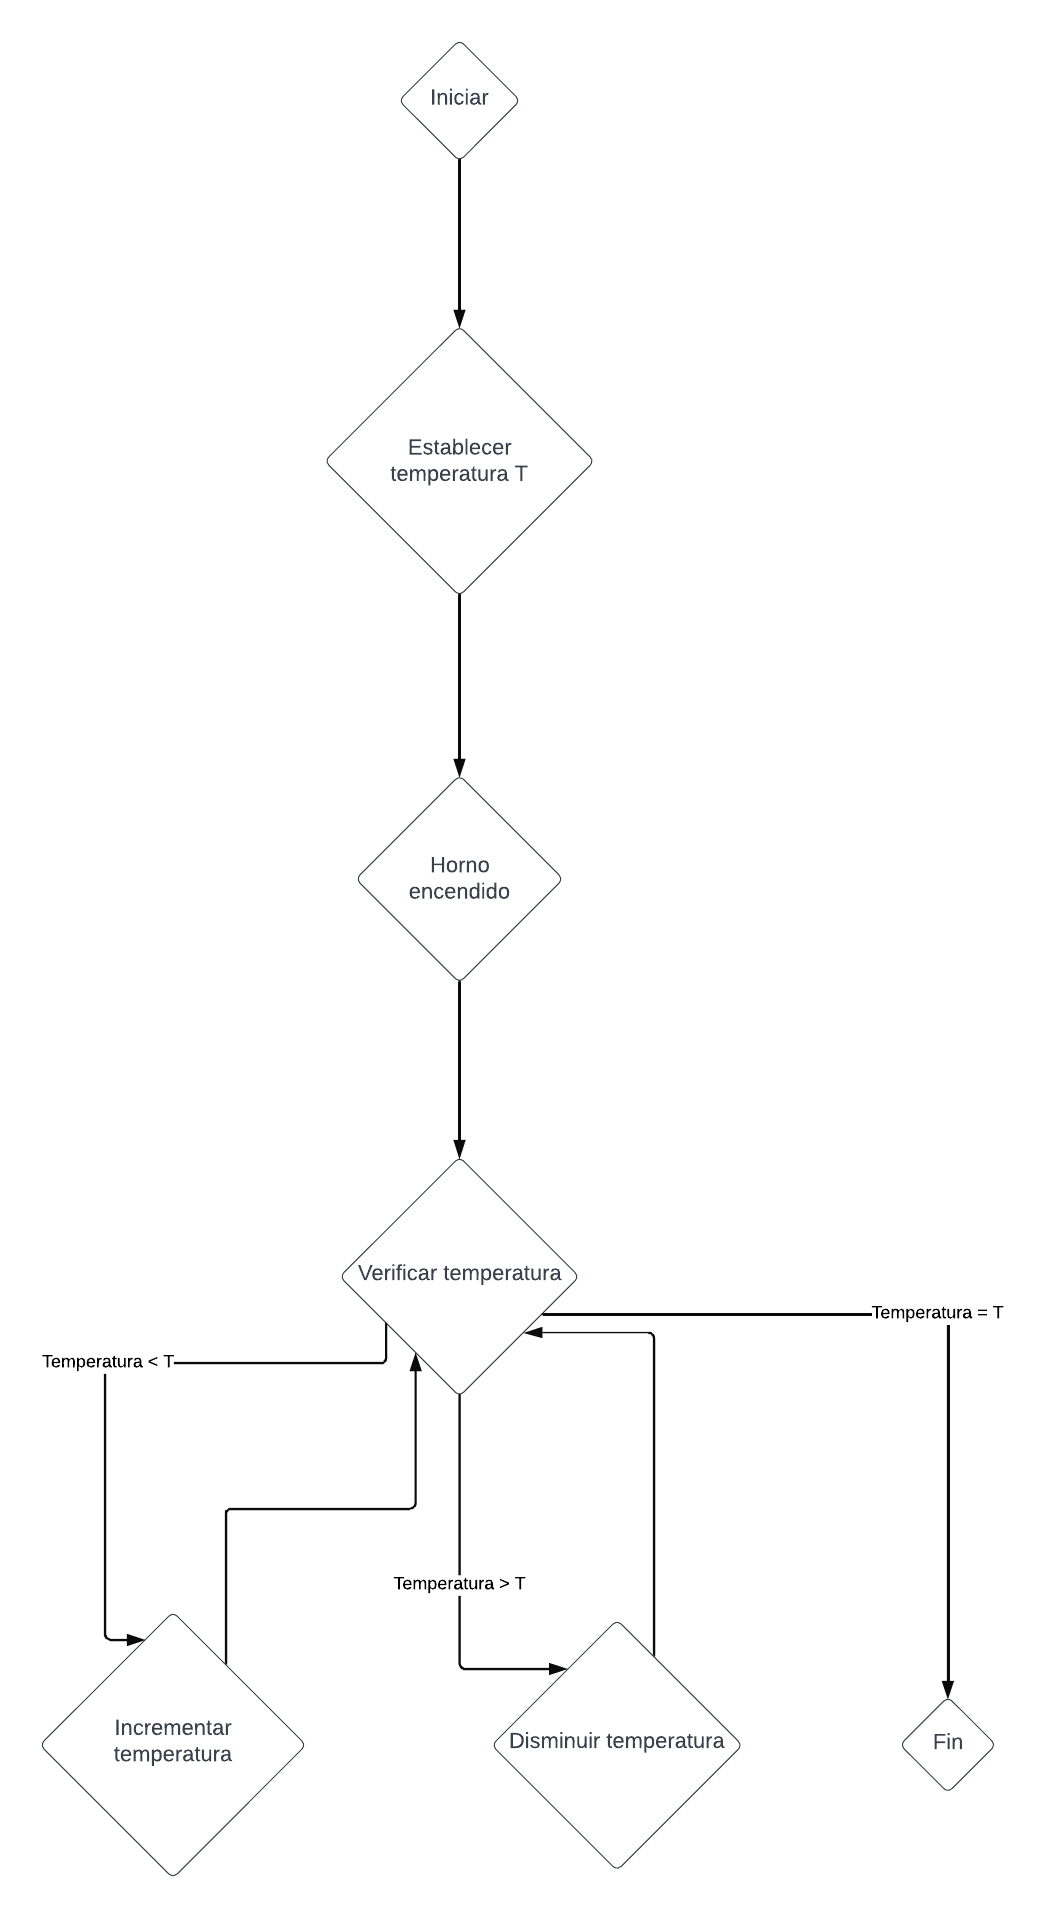 Iniciar
Establecer
temperatura T
Horno
encendido
Verificar temperatura
Temperatura = T
Temperatura < T
Temperatura > T
Incrementar
temperatura
Disminuir temperatura
Fin